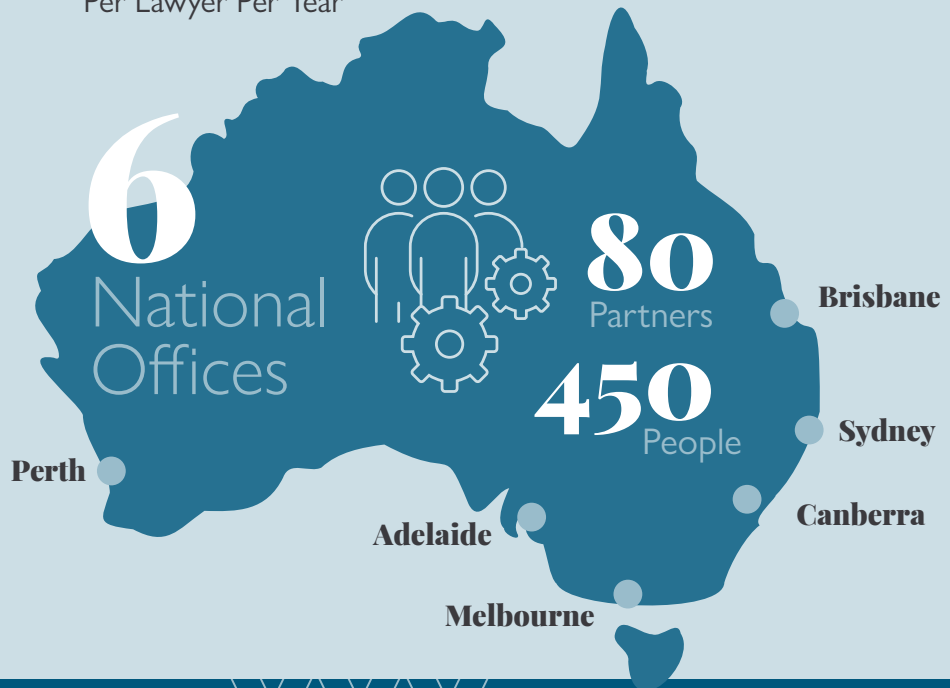 Per Lawyer Per Year
6
National
Offices
80
Partners
450
People
Brisbane
Sydney
Canberra
Perth
Adelaide
Melbourne